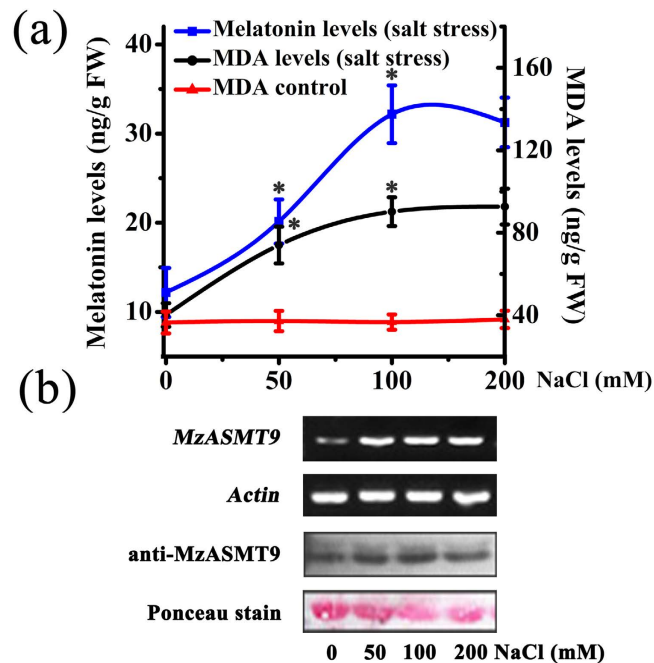 (a)
Melatonin levels (salt stress)
MDA levels (salt stress)
MDA control
Melatonin levels (ng/g FW)
40
30
20
10
MDA levels (ng/g FW)
160
120
80
40
0
50
100
200
NaCl (mM)
*
*
*
*
(b)
MzASMT9
Actin
anti-MzASMT9
Ponceau stain
0 50 100 200 NaCl (mM)